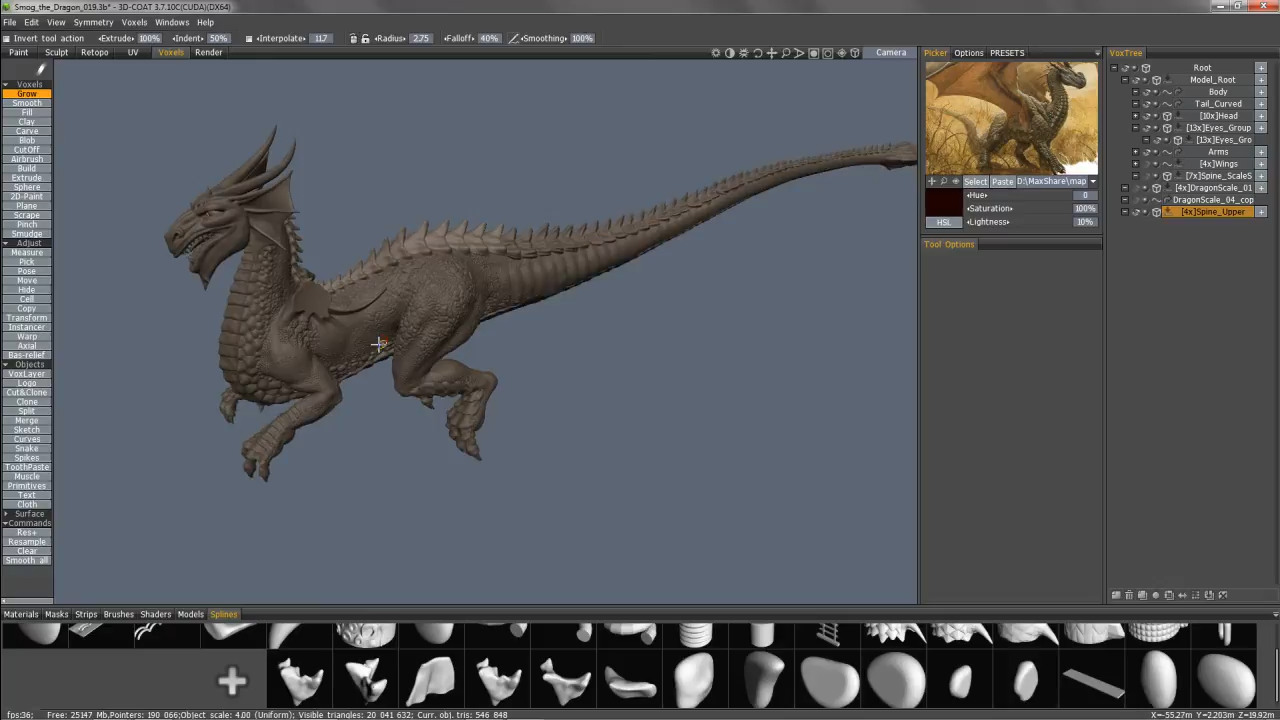 Smog_the_Dragon_019.3b* - 3D-COAT 3.7.10C(CUDA)(DX64)
File Edit View Symmetry Voxels Windows Help
Invert tool action Extrude: 100% Indent: 50% Interpolate: 11.7 Radius: 2.75 Falloff: 40% Smoothing: 100%
Paint Sculpt Retopo UV Voxels Render Camera
Picker Options PRESETS
VoxTree
Voxels
Grow
Smooth
Fill
Clay
Carve
Blob
CutOff
Airbrush
Build
Extrude
Sphere
2D-Paint
Plane
Scrape
Pinch
Smudge
Adjust
Measure
Pick
Pose
Move
Hide
Cell
Copy
Transform
Instancer
Warp
Axial
Bas-relief
Objects
VoxLayer
Logo
Cut&Clone
Clone
Split
Merge
Sketch
Curves
Snake
Spikes
ToothPaste
Muscle
Primitives
Text
Cloth
Surface
Commands
Res+
Resample
Clear
Smooth all
Select Paste D:\MaxShare\map
Hue 0
Saturation 100%
Lightness 10%
HSL
Tool Options
Root
Model_Root
Body
Tail_Curved
[10x]Head
[13x]Eyes_Group
[13x]Eyes_Gro
Arms
[4x]Wings
[7x]Spine_ScaleS
[4x]DragonScale_01
DragonScale_04_cop
[4x]Spine_Upper
Materials Masks Strips Brushes Shaders Models Splines
fps:36; Free: 25147 Mb,Pointers: 190 066;Object scale: 4.00 (Uniform); Visible triangles: 20 041 632; Curr. obj. tris: 546 848
X=-55.27m Y=2.203m Z=19.92m